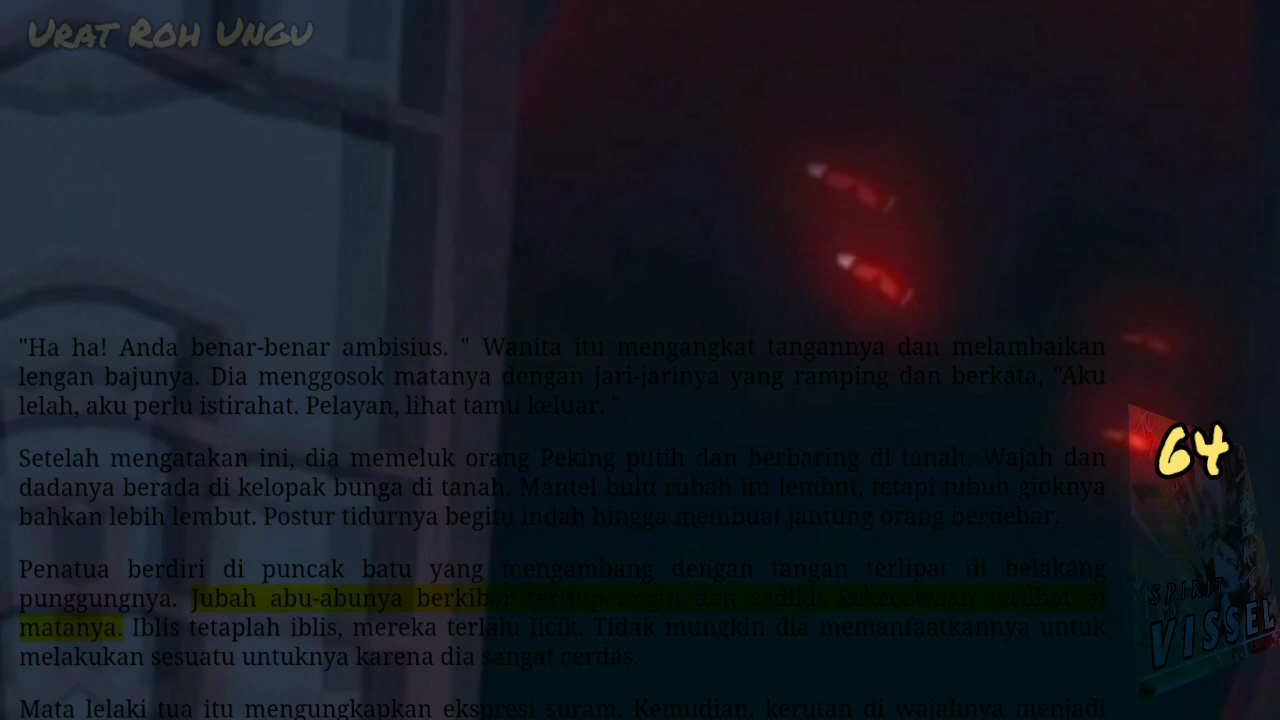 Urat Roh Ungu
"Ha ha! Anda benar-benar ambisius. " Wanita itu mengangkat tangannya dan melambaikan
lengan bajunya. Dia menggosok matanya dengan jari-jarinya yang ramping dan berkata, "Aku
lelah, aku perlu istirahat. Pelayan, lihat tamu keluar. "
Setelah mengatakan ini, dia memeluk orang Peking putih dan berbaring di tanah. Wajah dan
dadanya berada di kelopak bunga di tanah. Mantel bulu rubah itu lembut, tetapi tubuh gioknya
bahkan lebih lembut. Postur tidurnya begitu indah hingga membuat jantung orang berdebar.
Penatua berdiri di puncak batu yang mengambang dengan tangan terlipat di belakang
punggungnya. Jubah abu-abunya berkibar tertiup angin dan sedikit kekecewaan terlihat di
matanya. Iblis tetaplah iblis, mereka terlalu licik. Tidak mungkin dia memanfaatkannya untuk
melakukan sesuatu untuknya karena dia sangat cerdas.
Mata lelaki tua itu mengungkapkan ekspresi suram. Kemudian, kerutan di wajahnya menjadi
64
SPIRIT
VISSEL